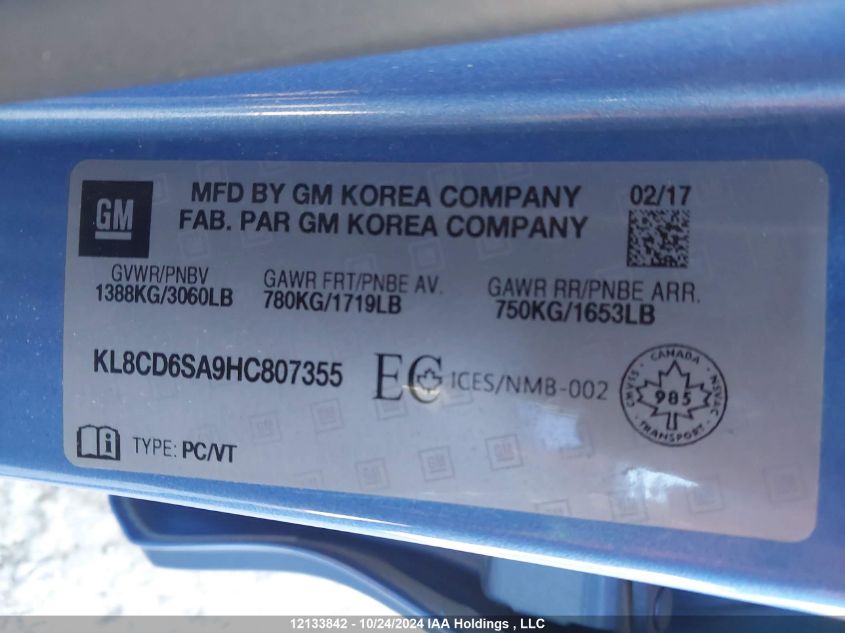 GM
MFD BY GM KOREA COMPANY 02/17
FAB. PAR GM KOREA COMPANY
GVWR/PNBV GAWR FRT/PNBE AV. GAWR RR/PNBE ARR.
1388KG/3060LB 780KG/1719LB 750KG/1653LB
KL8CD6SA9HC807355 EC ICES/NMB-002
CANADA
985
TRANSPORT
NSVAC
TYPE: PC/VT
12133842 - 10/24/2024 IAA Holdings , LLC